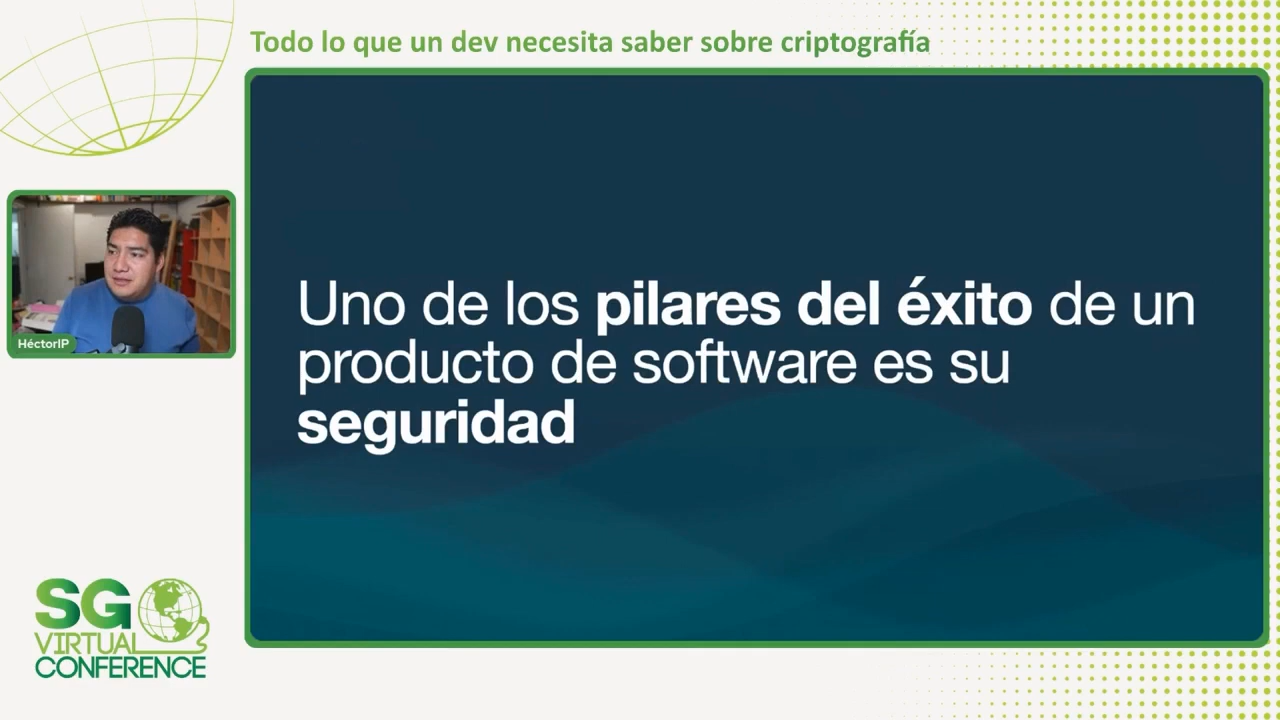 Todo lo que un dev necesita saber sobre criptografía
Uno de los pilares del éxito de un
producto de software es su
seguridad
HéctorIP
SG
VIRTUAL
CONFERENCE